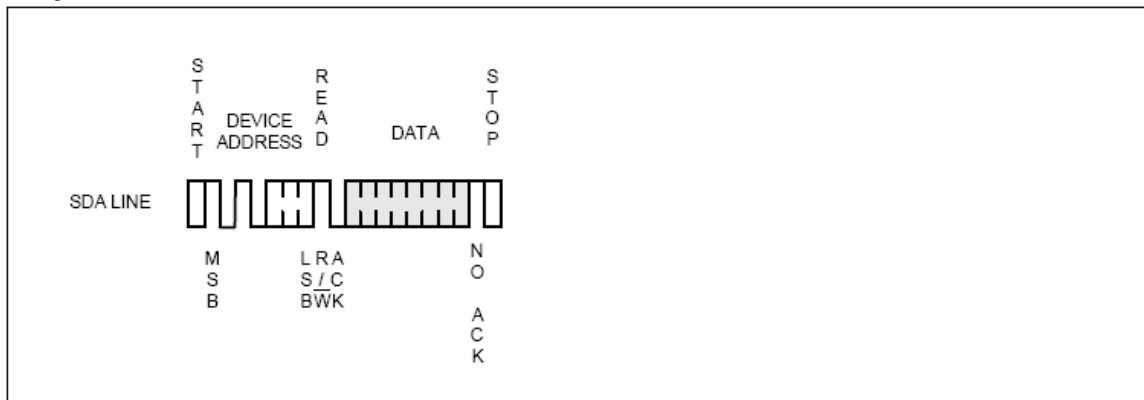 START
DEVICE
ADDRESS
READ
DATA
STOP
SDA LINE
MSB
LSB
R/W
ACK
NO ACK